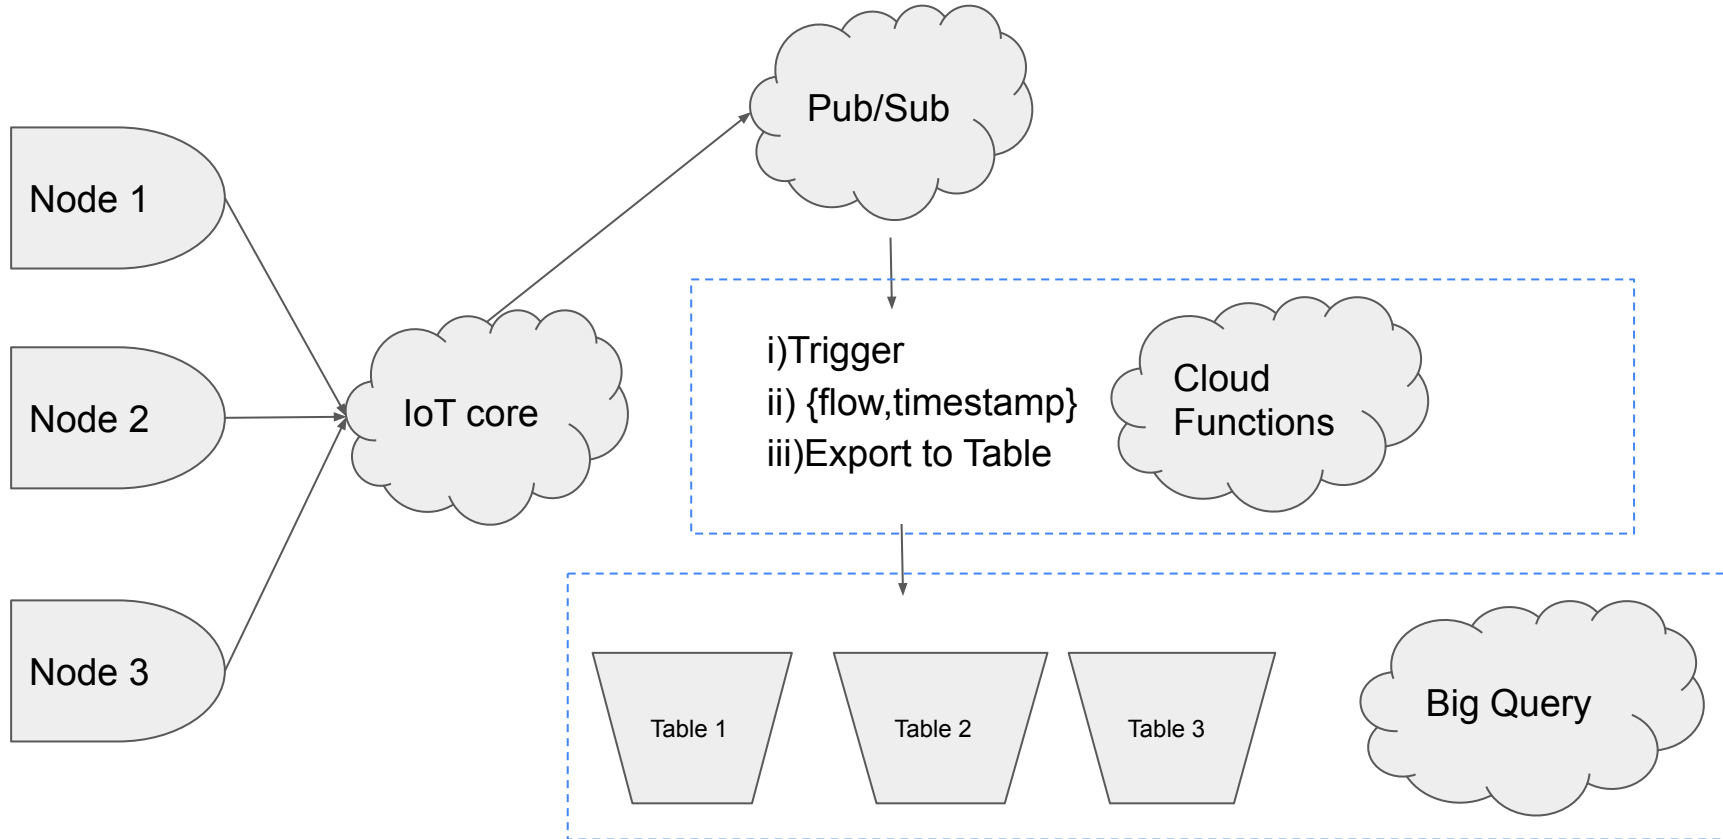 Pub/Sub
Node 1
Node 2
IoT core
i)Trigger
ii) {flow,timestamp}
iii)Export to Table
Cloud
Functions
Node 3
Table 1
Table 2
Table 3
Big Query